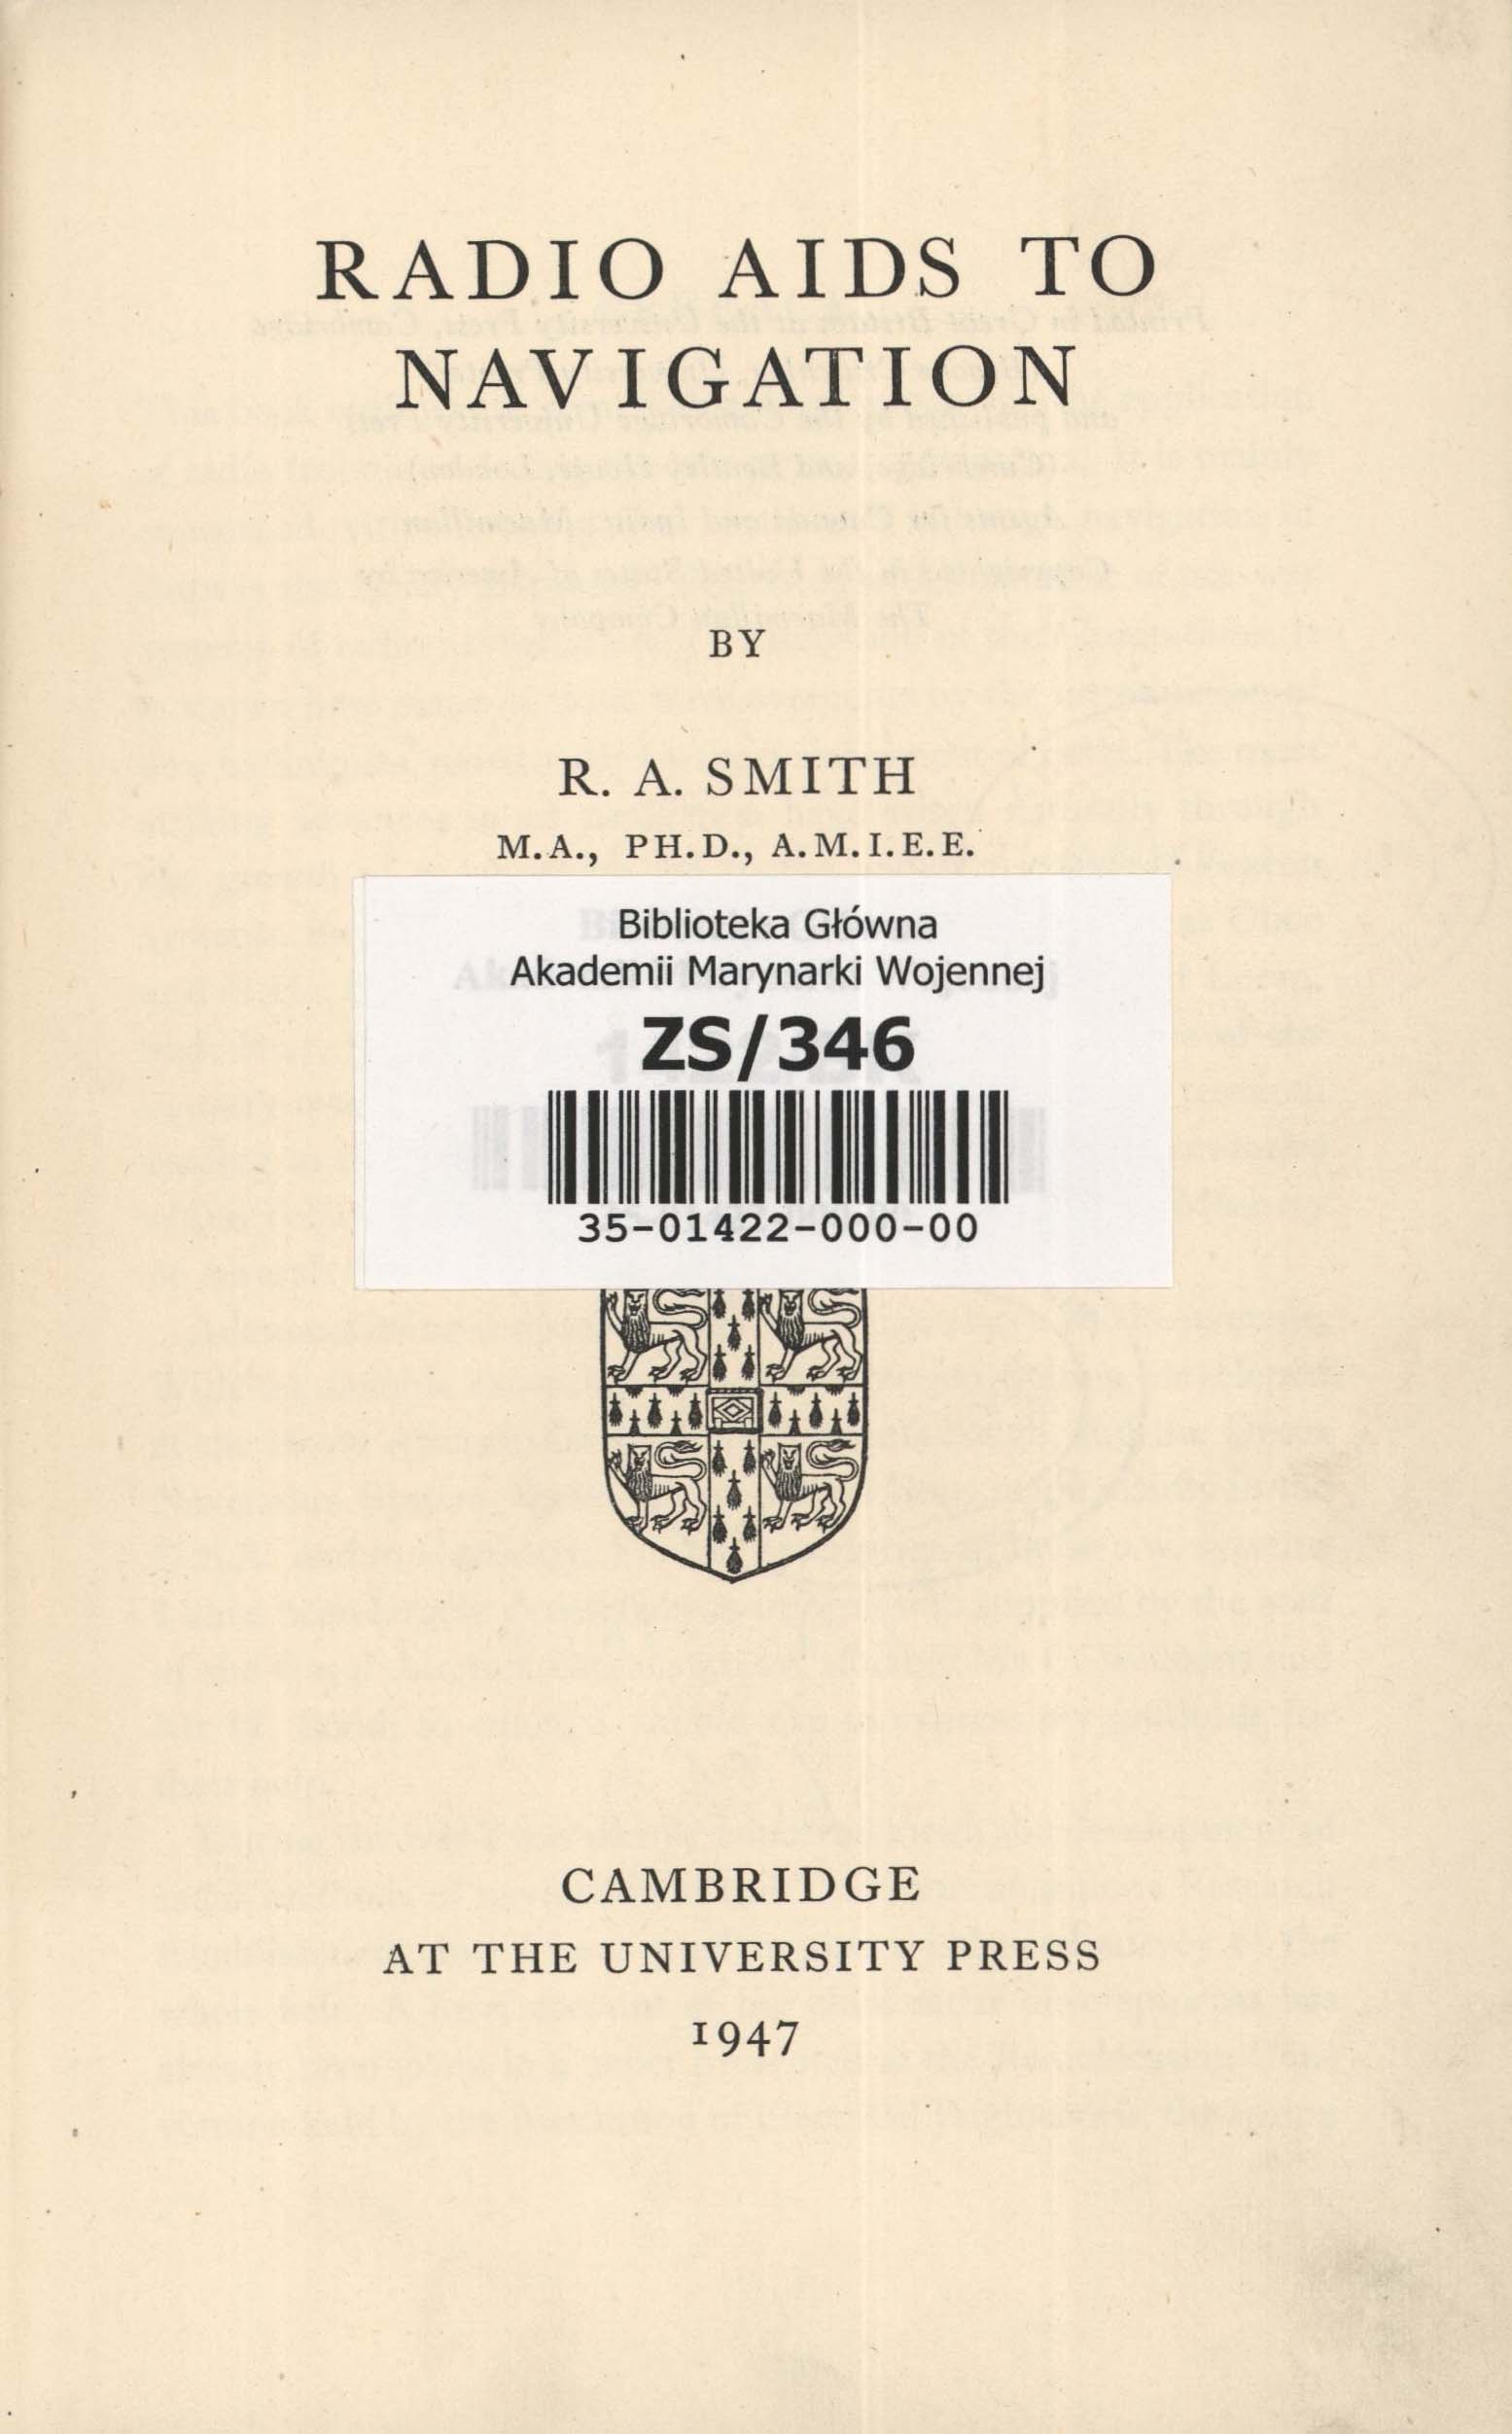 RADIO AIDS TO
NAVIGATION
BY
R. A. SMITH
M.A., PH.D., A.M.I.E.E.
Biblioteka Główna
Akademii Marynarki Wojennej
ZS/346
35-01422-000-00
CAMBRIDGE
AT THE UNIVERSITY PRESS
1947